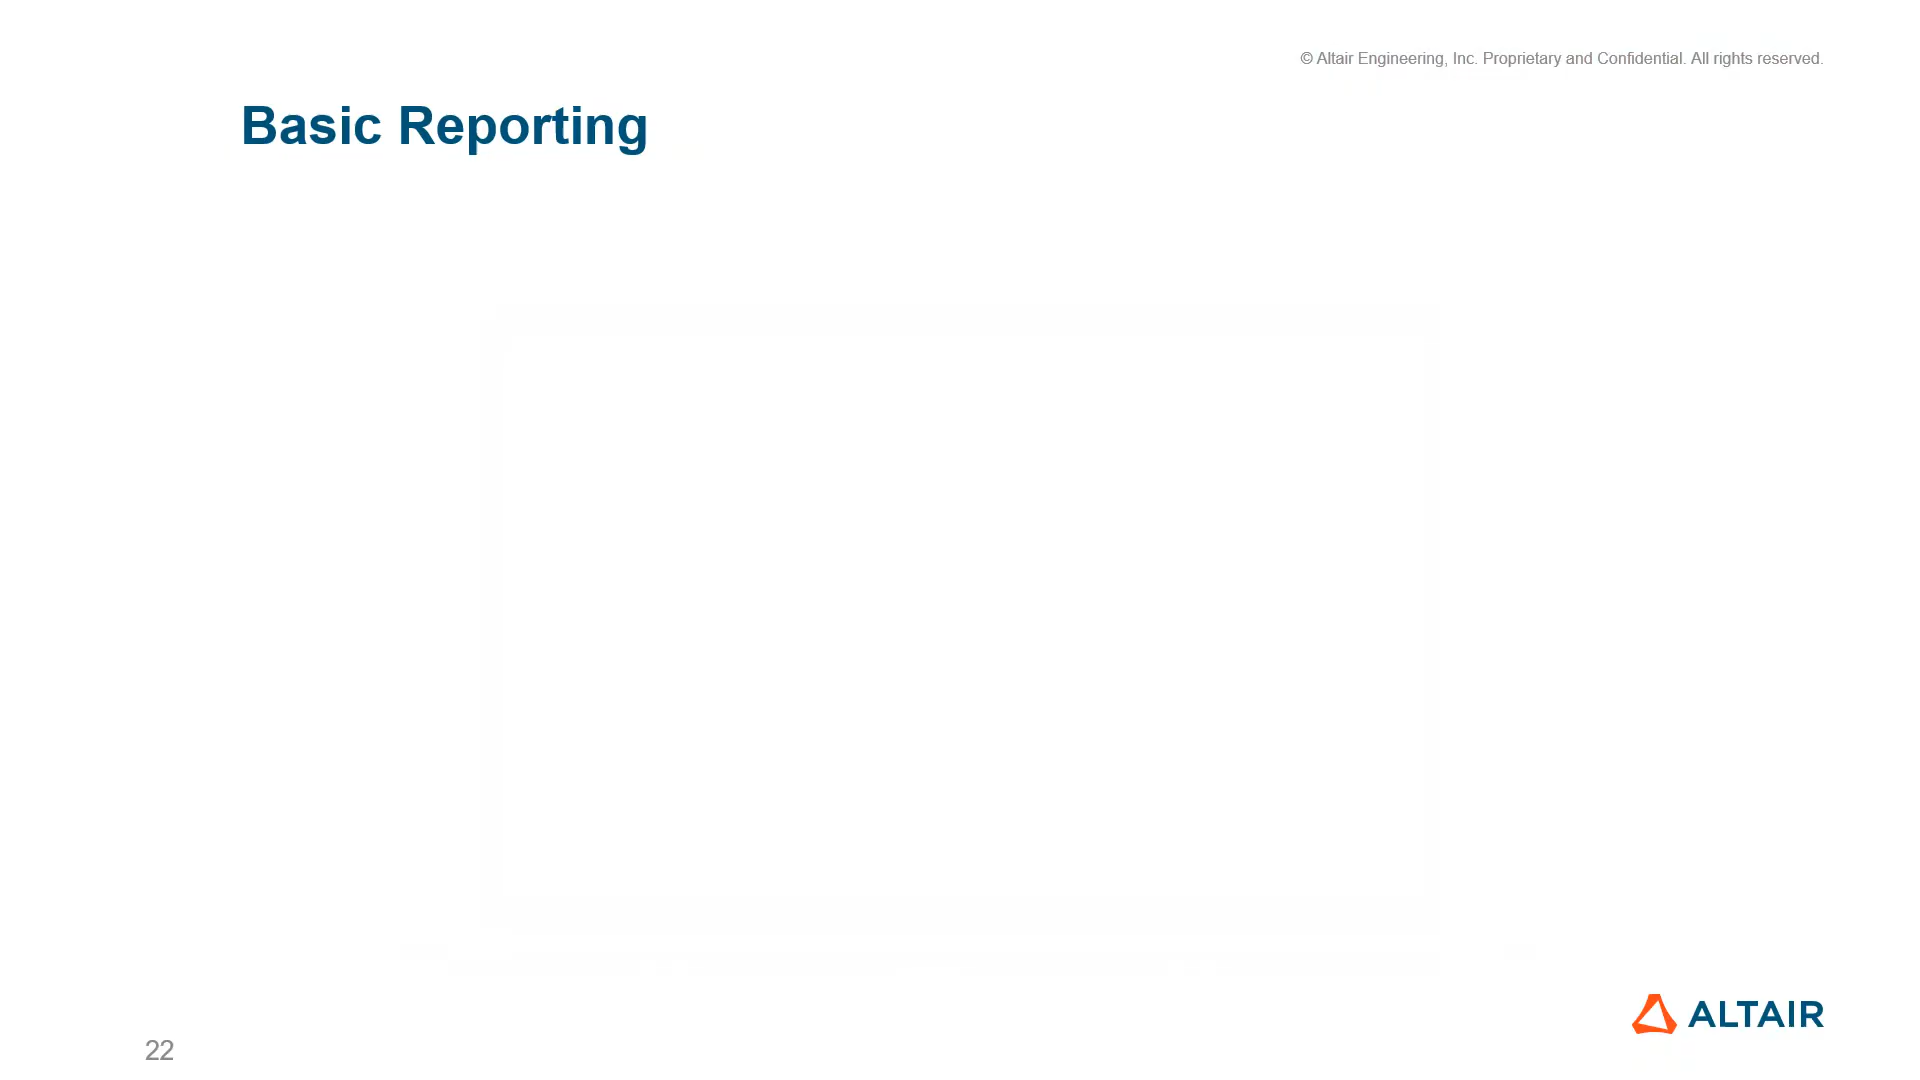 © Altair Engineering, Inc. Proprietary and Confidential. All rights reserved.
Basic Reporting
ALTAIR
22